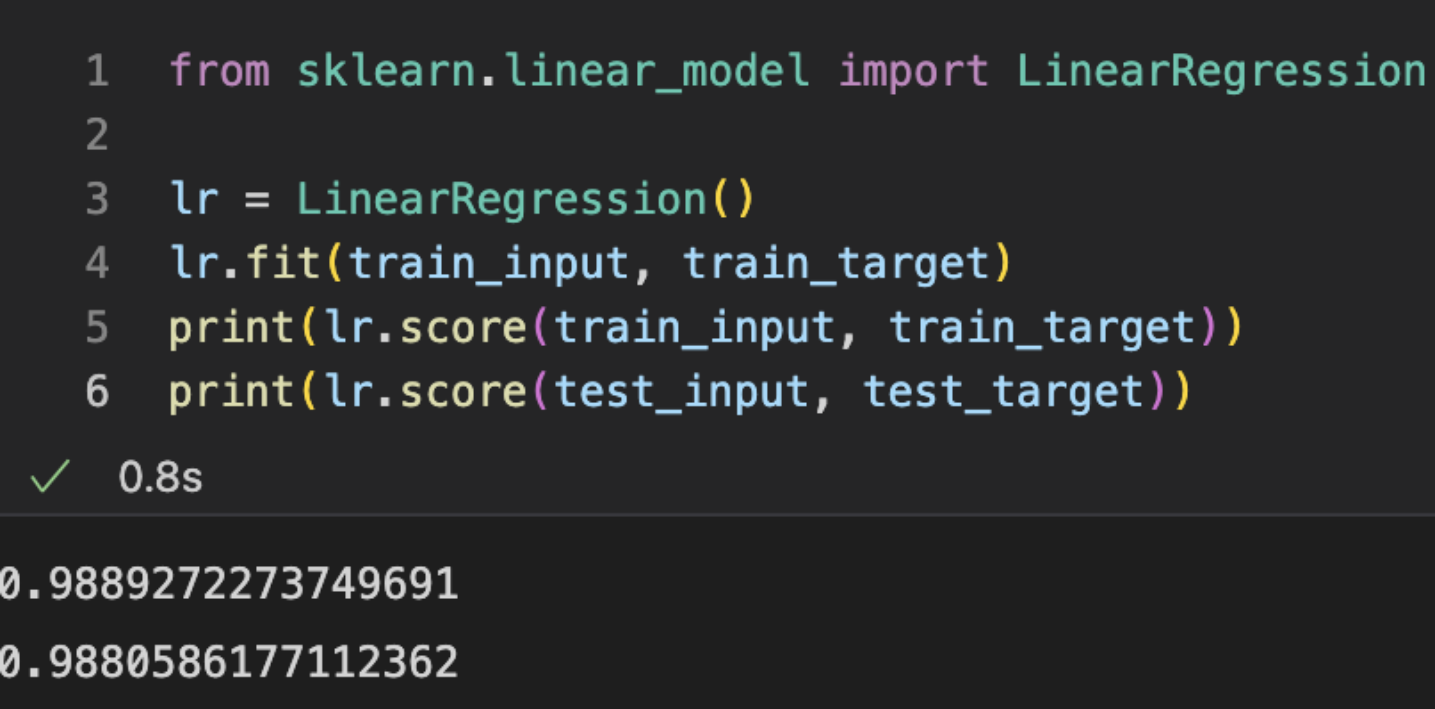 1 from sklearn.linear_model import LinearRegression
2
3 lr = LinearRegression()
4 lr.fit(train_input, train_target)
5 print(lr.score(train_input, train_target))
6 print(lr.score(test_input, test_target))
✓ 0.8s
0.9889272273749691
0.9880586177112362